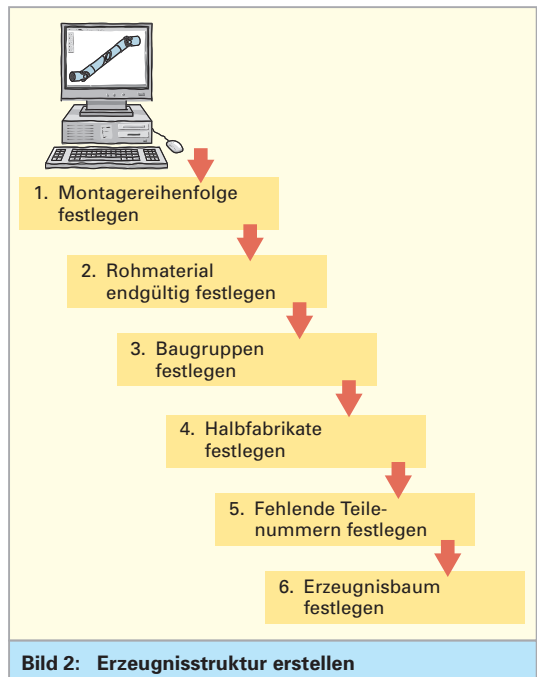 1. Montagereihenfolge
festlegen
2. Rohmaterial
endgültig festlegen
3. Baugruppen
festlegen
4. Halbfabrikate
festlegen
5. Fehlende Teile-
nummern festlegen
6. Erzeugnisbaum
festlegen
Bild 2: Erzeugnisstruktur erstellen